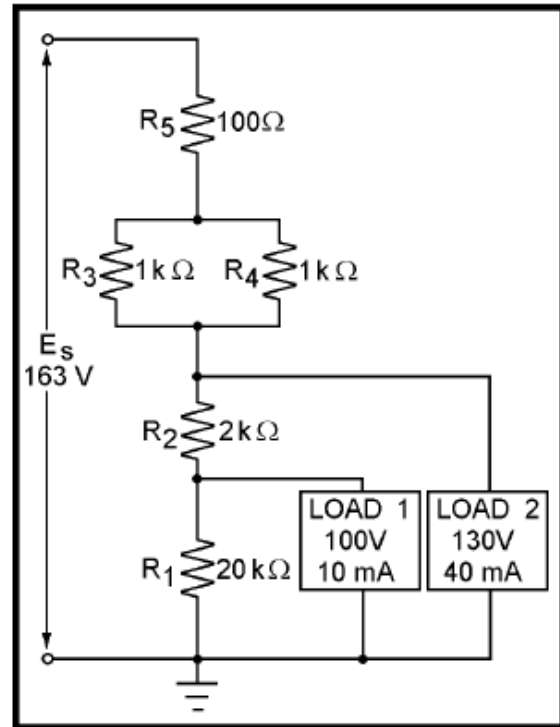 R5 100Ω
R3 1kΩ R4 1kΩ
Es
163 V
R2 2kΩ
LOAD 1
100V
10 mA
LOAD 2
130V
40 mA
R1 20kΩ